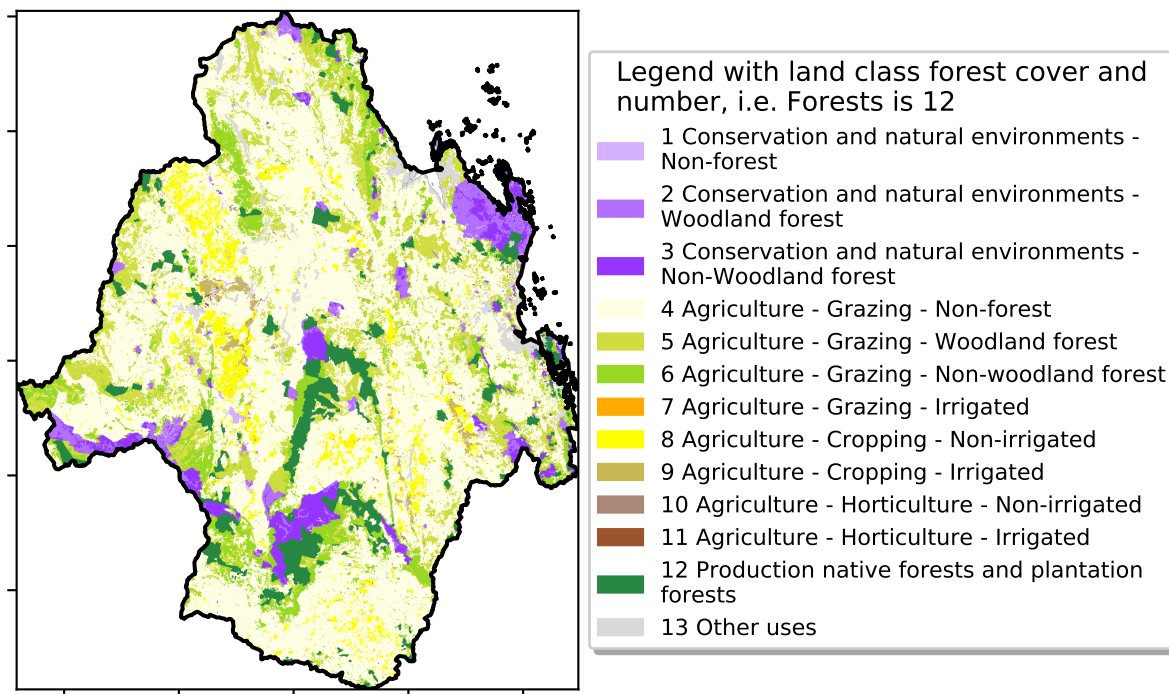 Legend with land class forest cover and
number, i.e. Forests is 12
1 Conservation and natural environments -
Non-forest
2 Conservation and natural environments -
Woodland forest
3 Conservation and natural environments -
Non-Woodland forest
4 Agriculture - Grazing - Non-forest
5 Agriculture - Grazing - Woodland forest
6 Agriculture - Grazing - Non-woodland forest
7 Agriculture - Grazing - Irrigated
8 Agriculture - Cropping - Non-irrigated
9 Agriculture - Cropping - Irrigated
10 Agriculture - Horticulture - Non-irrigated
11 Agriculture - Horticulture - Irrigated
12 Production native forests and plantation
forests
13 Other uses